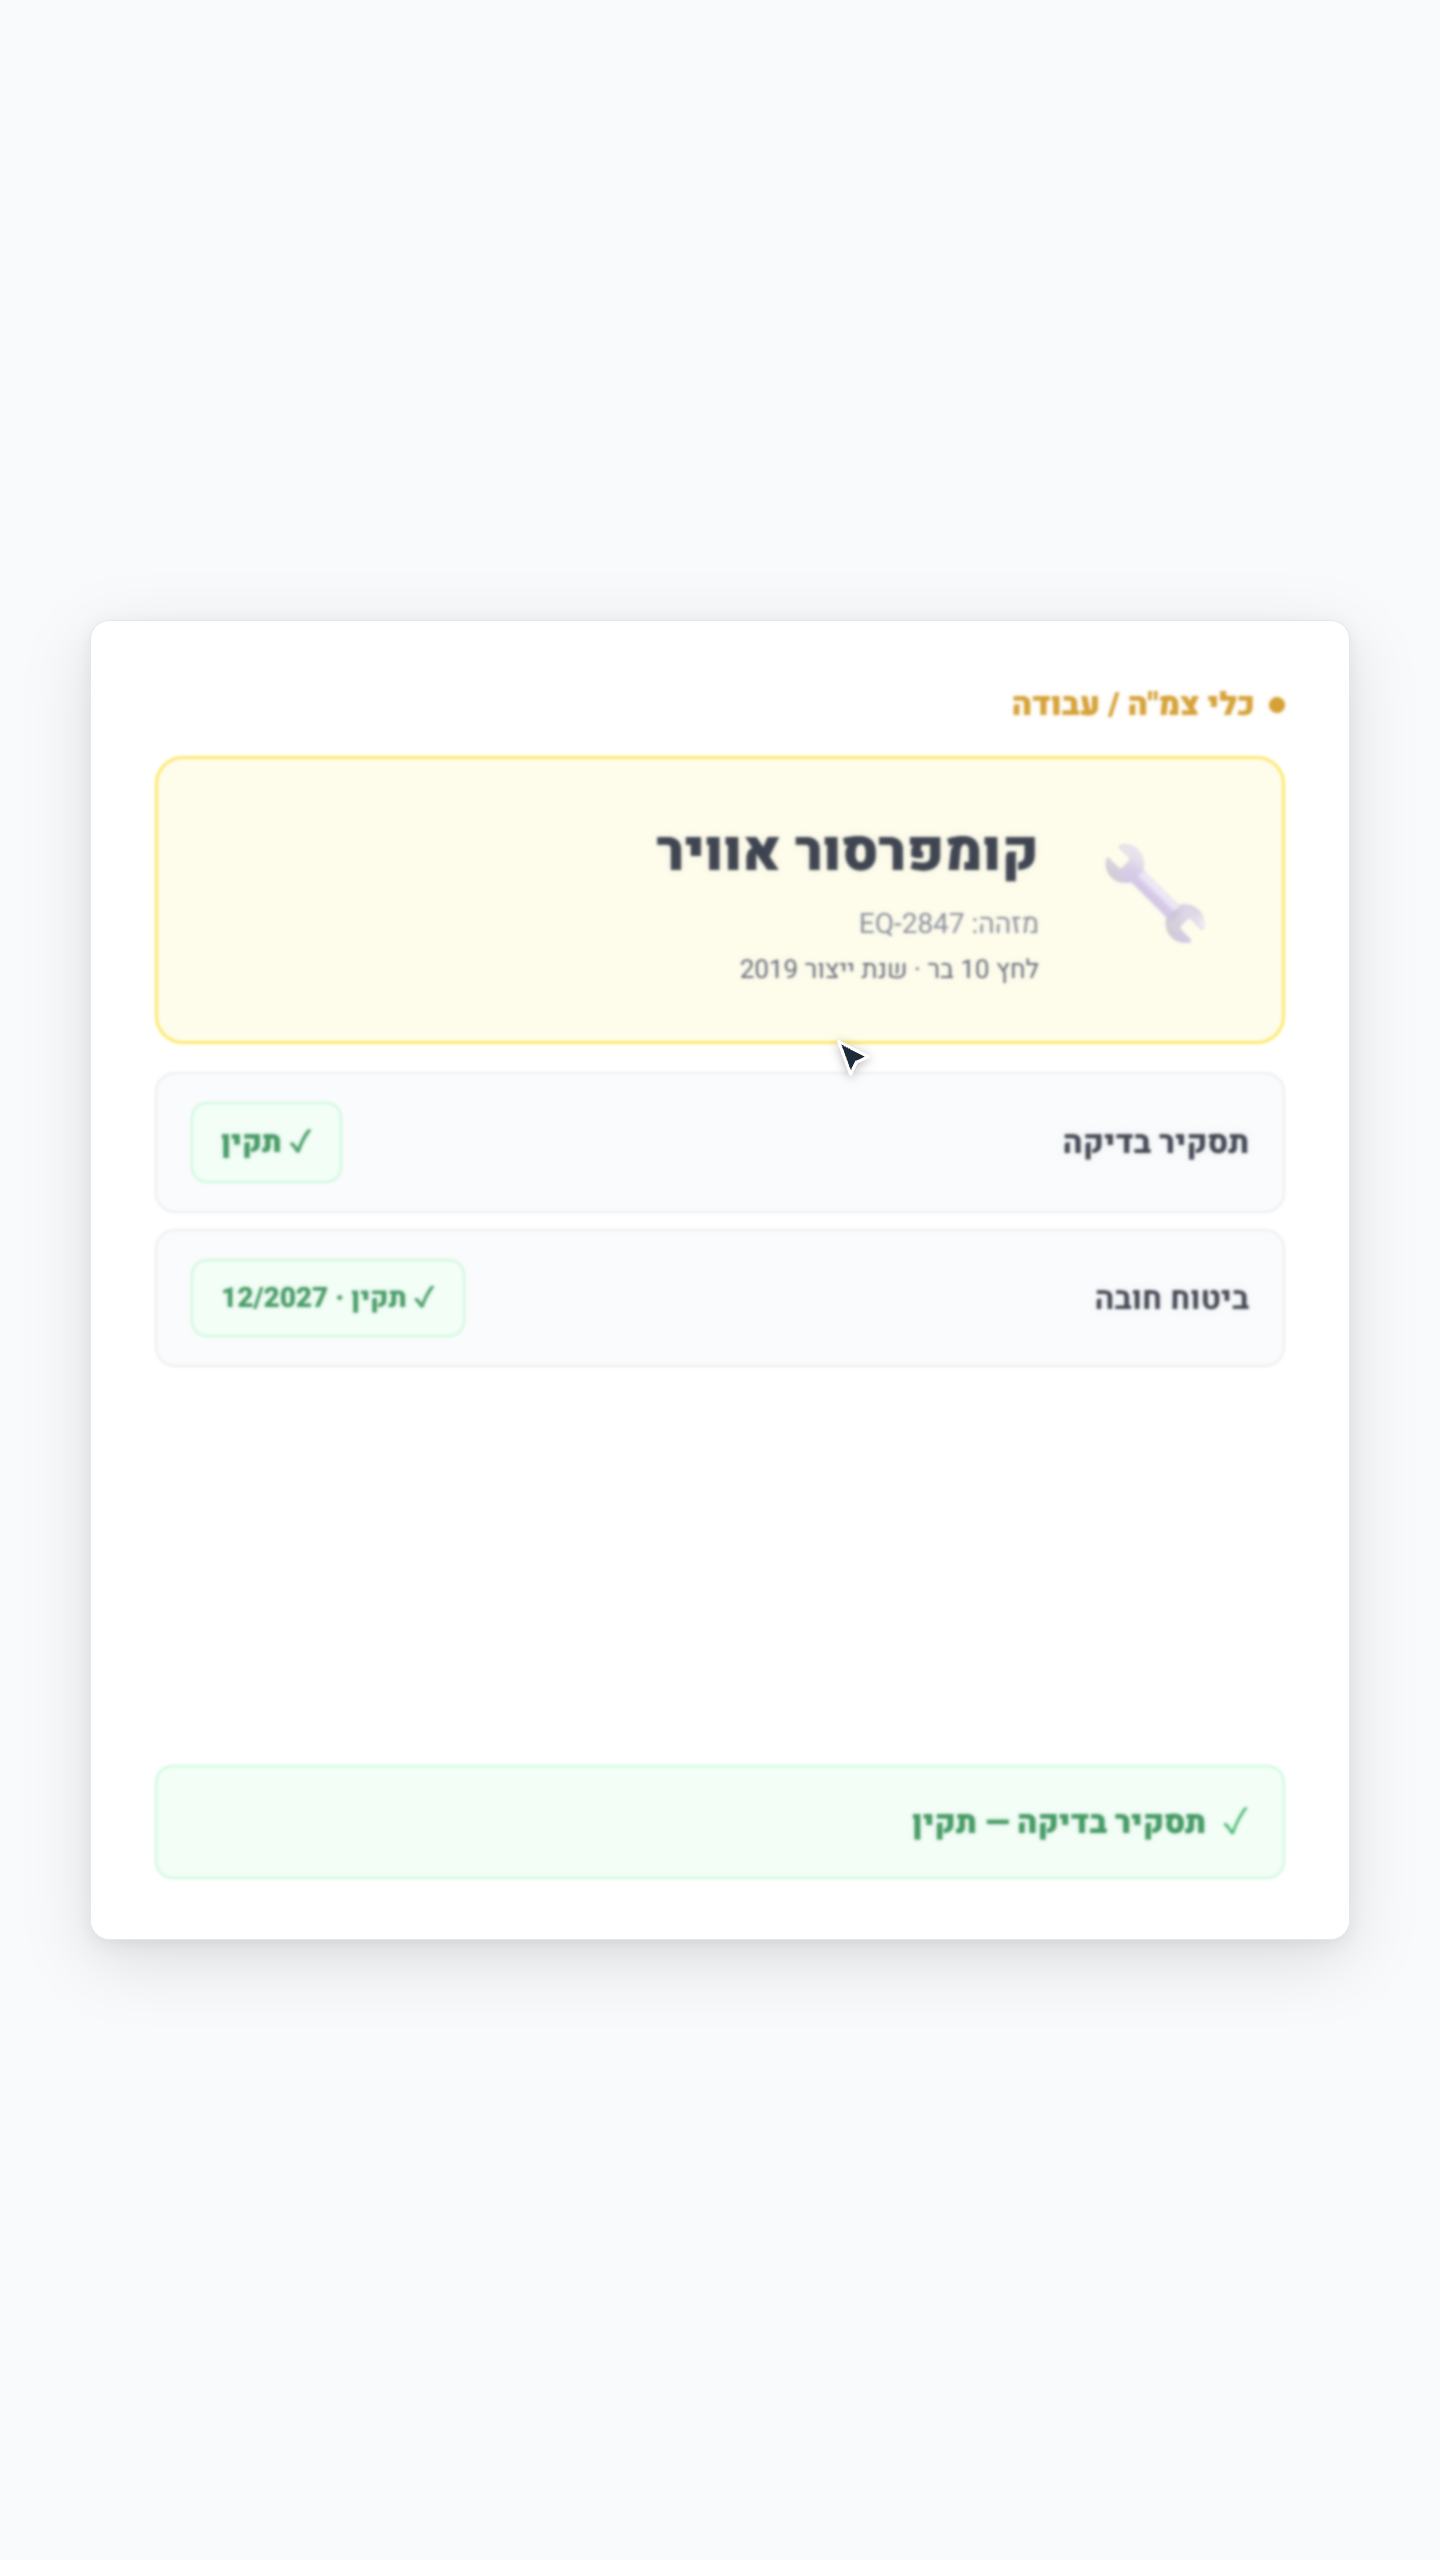 ● כלי צמ"ה / עבודה
קומפרסור אוויר
מזהה: EQ-2847
לחץ 10 בר · שנת ייצור 2019
תסקיר בדיקה
✓ תקין
ביטוח חובה
✓ תקין · 12/2027
✓ תסקיר בדיקה — תקין